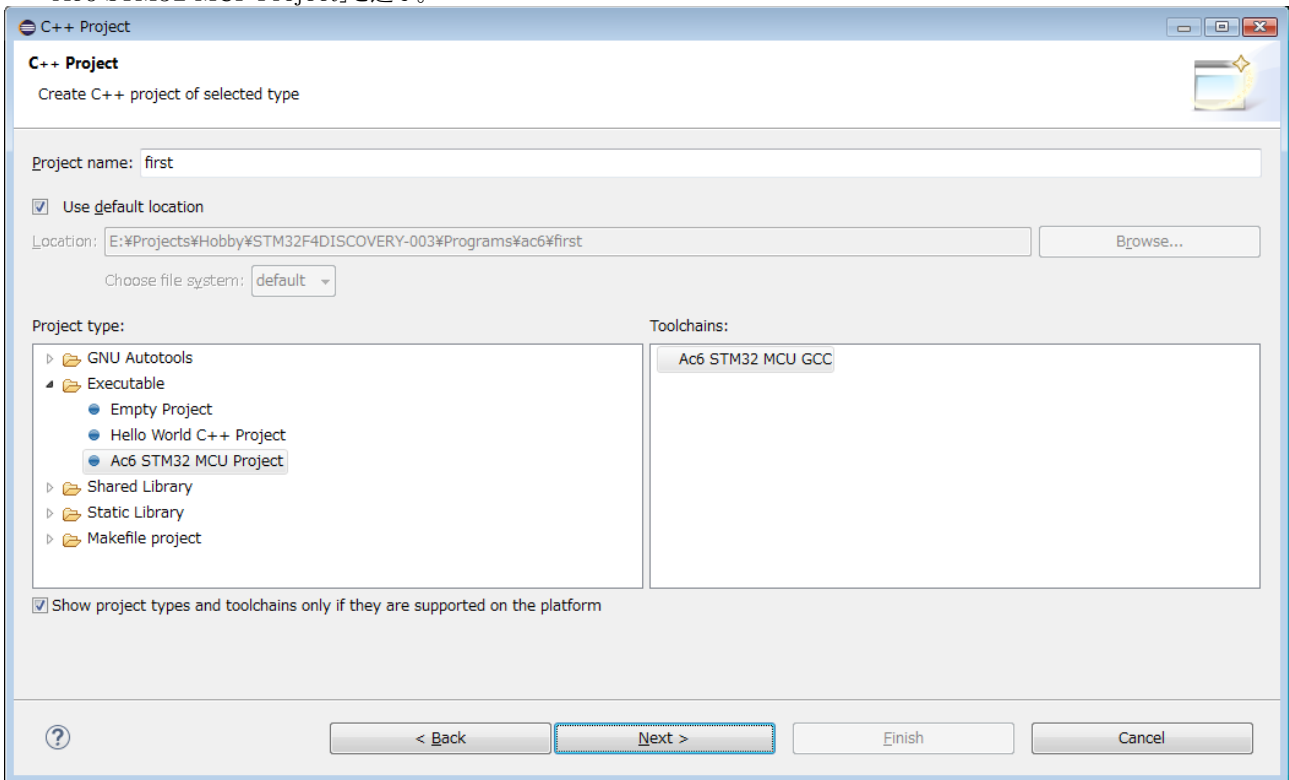 C++ Project
C++ Project
Create C++ project of selected type
Project name: first
Use default location
Location: E:¥Projects¥Hobby¥STM32F4DISCOVERY-003¥Programs¥ac6¥first Browse...
Choose file system: default
Project type: Toolchains:
GNU Autotools
Ac6 STM32 MCU GCC
Executable
Empty Project
Hello World C++ Project
Ac6 STM32 MCU Project
Shared Library
Static Library
Makefile project
Show project types and toolchains only if they are supported on the platform
? < Back Next > Finish Cancel